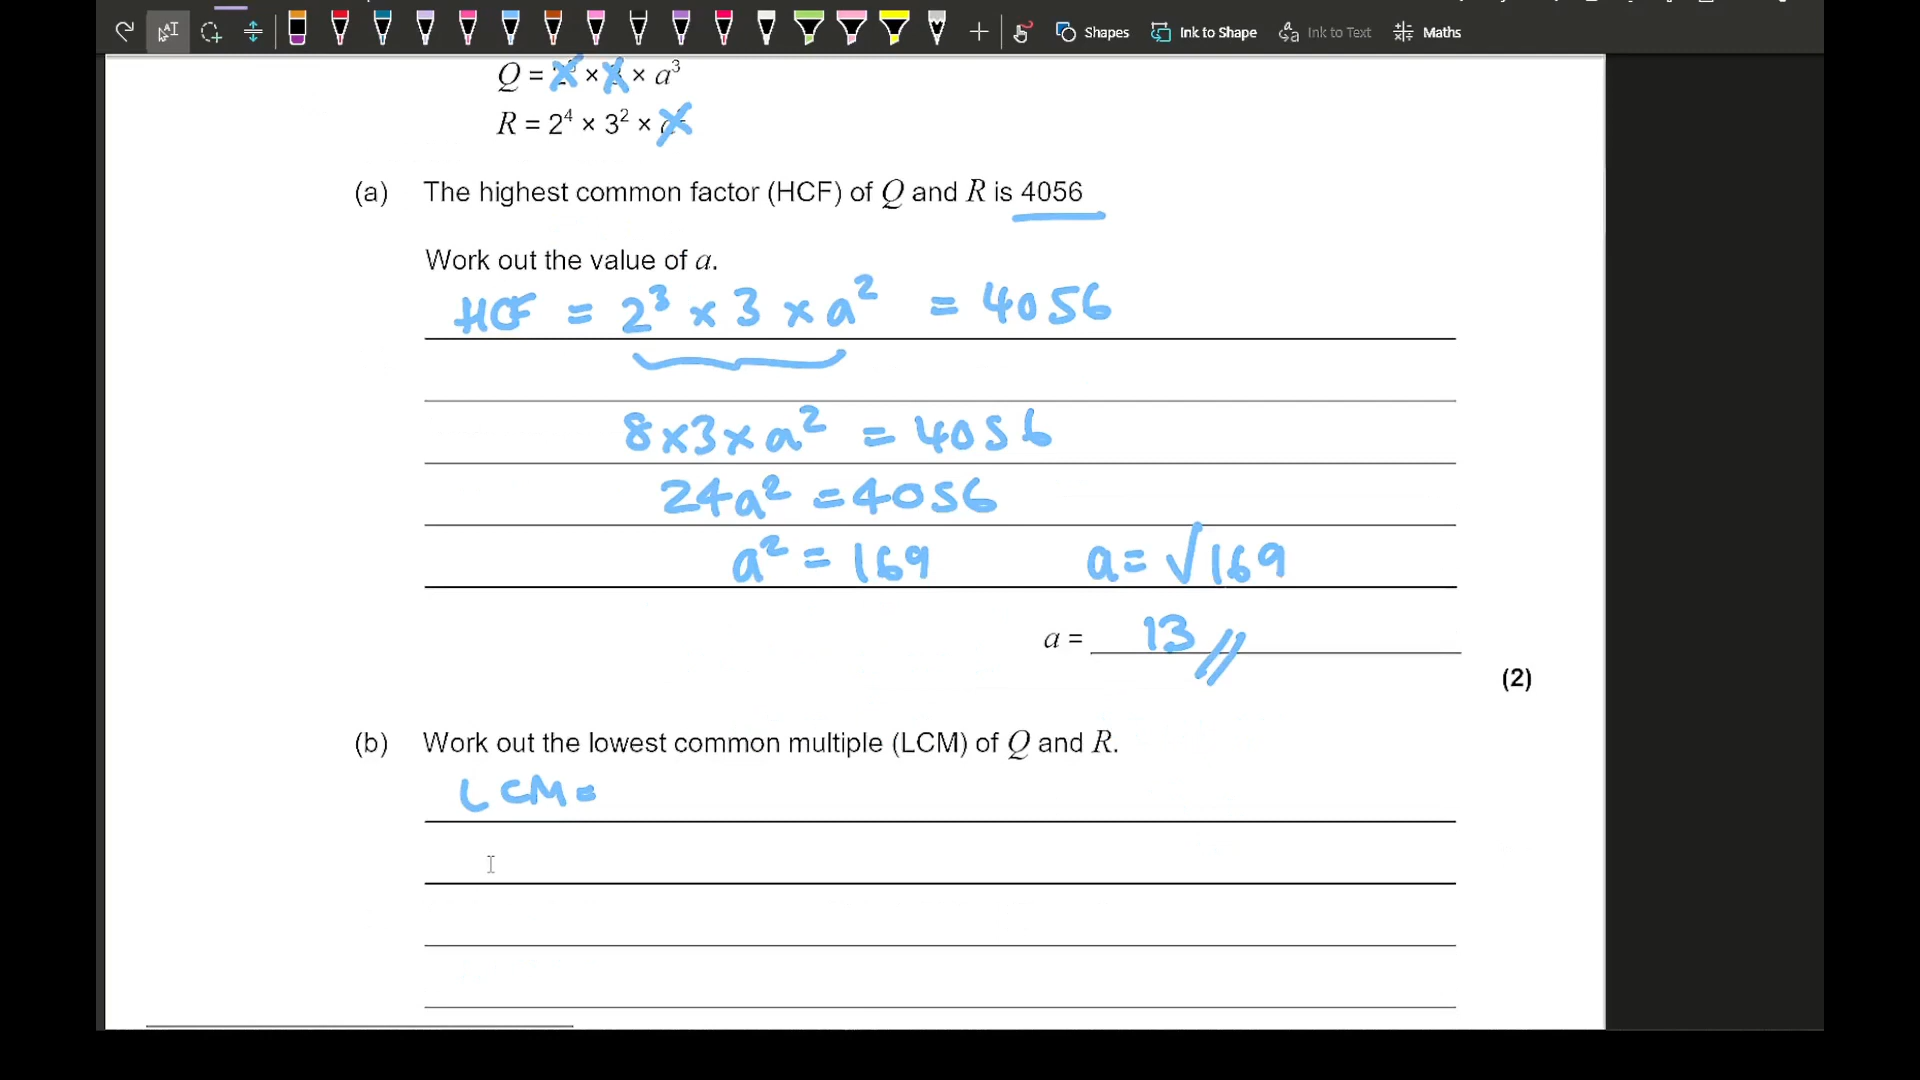 Shapes Ink to Shape Ink to Text Maths
Q = × × a³
R = 2⁴ × 3² ×
(a) The highest common factor (HCF) of Q and R is 4056
Work out the value of a.
HCF = 2³ × 3 × a² = 4056
8×3×a² = 4056
24a² = 4056
a² = 169 a = √169
a = 13
(2)
(b) Work out the lowest common multiple (LCM) of Q and R.
LCM =